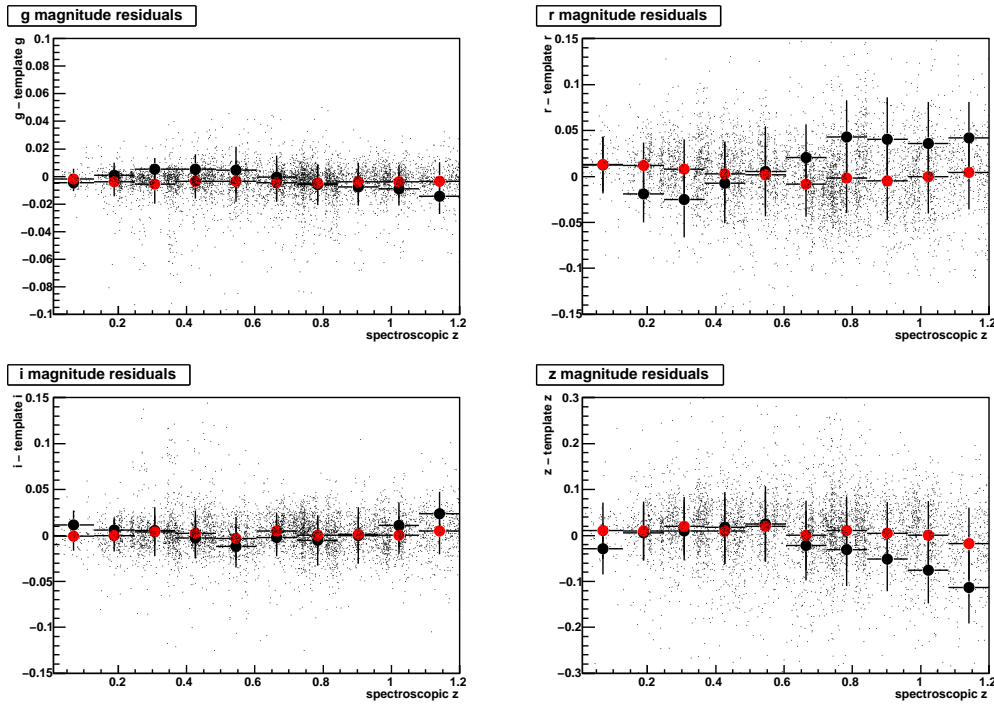 g magnitude residuals
g − template g
0.1
0.08
0.06
0.04
0.02
0
−0.02
−0.04
−0.06
−0.08
−0.1
0.2 0.4 0.6 0.8 1 1.2
spectroscopic z
r magnitude residuals
r − template r
0.15
0.1
0.05
0
−0.05
−0.1
−0.15
0.2 0.4 0.6 0.8 1 1.2
spectroscopic z
i magnitude residuals
i − template i
0.15
0.1
0.05
0
−0.05
−0.1
−0.15
0.2 0.4 0.6 0.8 1 1.2
spectroscopic z
z magnitude residuals
z − template z
0.3
0.2
0.1
0
−0.1
−0.2
−0.3
0.2 0.4 0.6 0.8 1 1.2
spectroscopic z